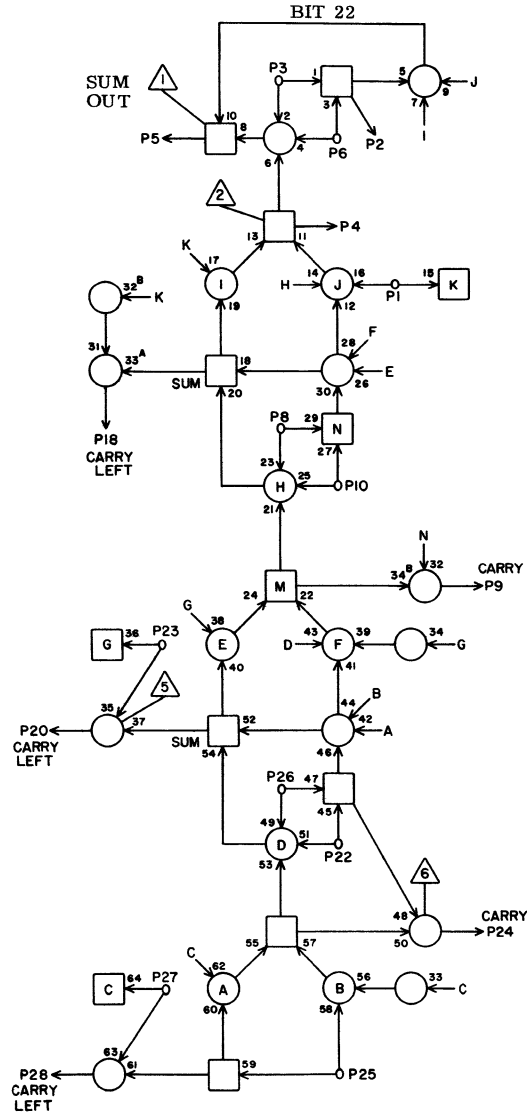 BIT 22
P3 1 5 J
SUM OUT 1 3 7 9
10 2 P2 I
P5 8 4 P6
6
2
13 11 P4
K 17 H 14 16 15
B 32 K I J P1 K
19 12
31 28 F
33 A 18 E
SUM 20 30 26
P18 P8 29 N
CARRY 27
LEFT 23
H 25 P10
21
N
M B 32 CARRY
24 22 34 P9
G 38 D 43 39 34
G 36 P23 E F G
40 41
5 44 B
35 42
P20 37 52 A
CARRY SUM 54 46
LEFT P26 47
45
49 51
D P22 6
53
48 CARRY
50 P24
C 55 57
62 56 33
C 64 P27 A B C
60 58
63
P28 61 59 P25
CARRY
LEFT